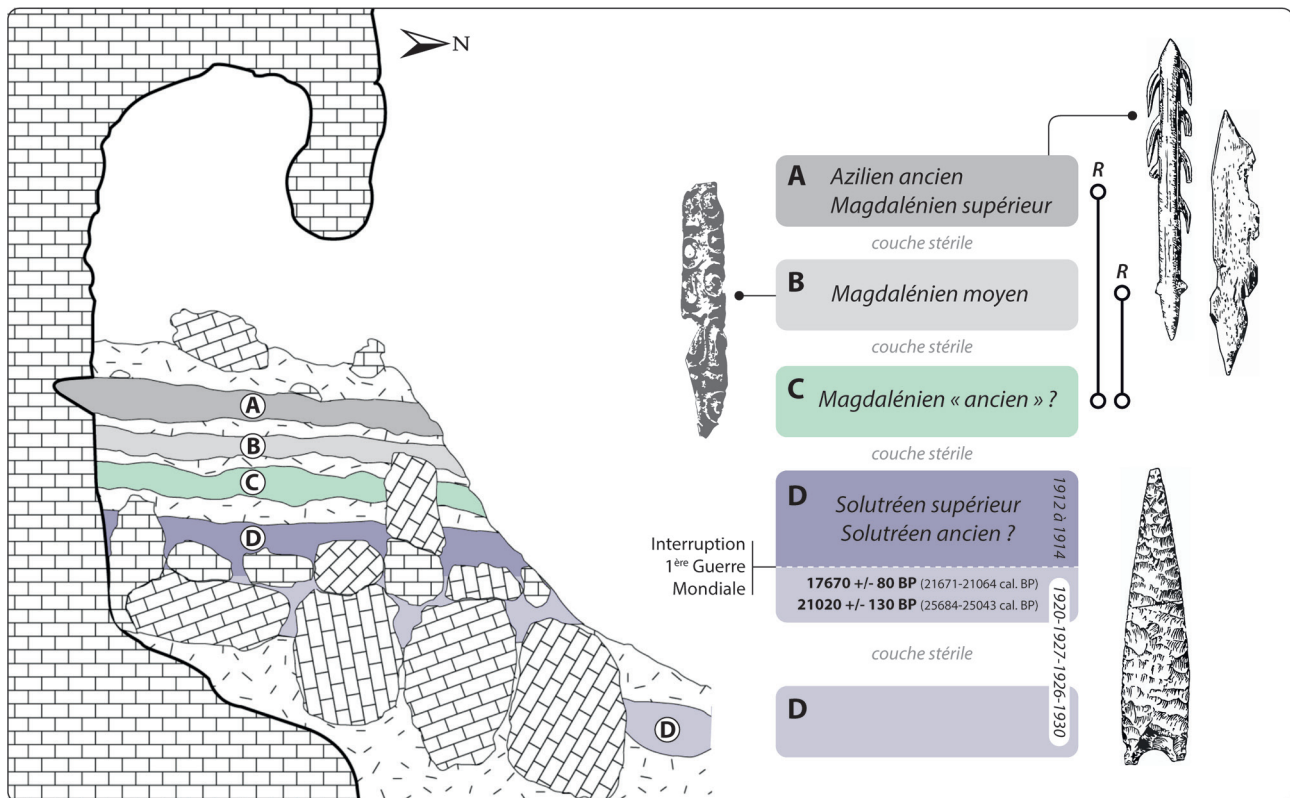 N
A
B
C
D
D
A
Azilien ancien
Magdalénien supérieur
R
couche stérile
B
Magdalénien moyen
R
couche stérile
C
Magdalénien « ancien » ?
couche stérile
D
Solutréen supérieur
Solutréen ancien ?
1912 à 1914
Interruption
1ère Guerre
Mondiale
17670 +/- 80 BP (21671-21064 cal. BP)
21020 +/- 130 BP (25684-25043 cal. BP)
1920-1927-1926-1930
couche stérile
D